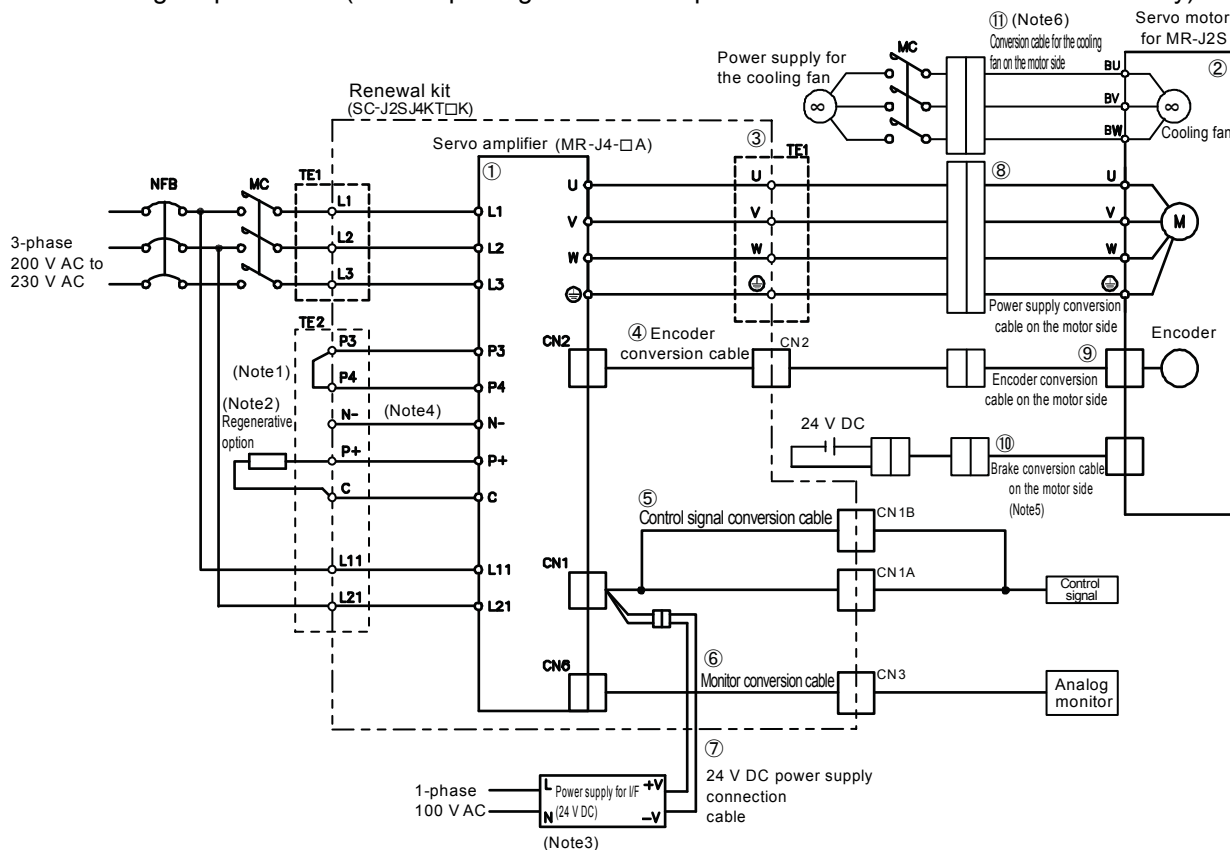 ⑪ (Note6)
Conversion cable for the cooling
fan on the motor side
Servo motor
for MR-J2S
②
Power supply for
the cooling fan
MC
BU
BV
BW
Cooling fan
Renewal kit
(SC-J2SJ4KT□K)
Servo amplifier (MR-J4-□A)
①
③
TE1
⑧
NFB
MC
TE1
3-phase
200 V AC to
230 V AC
L1
L2
L3
L1
L2
L3
U
V
W
U
V
W
U
V
W
M
Power supply conversion
cable on the motor side
TE2
P3
P4
N-
P+
C
L11
L21
(Note1)
(Note2)
Regenerative
option
(Note4)
P3
P4
N-
P+
C
L11
L21
CN2
④ Encoder
conversion cable
CN2
⑨
Encoder conversion
cable on the motor side
Encoder
24 V DC
⑩
Brake conversion cable
on the motor side
(Note5)
⑤
Control signal conversion cable
CN1B
CN1
CN1A
Control
signal
CN6
⑥
Monitor conversion cable
CN3
Analog
monitor
⑦
24 V DC power supply
connection
cable
1-phase
100 V AC
L
N
Power supply for I/F
(24 V DC)
+V
-V
(Note3)